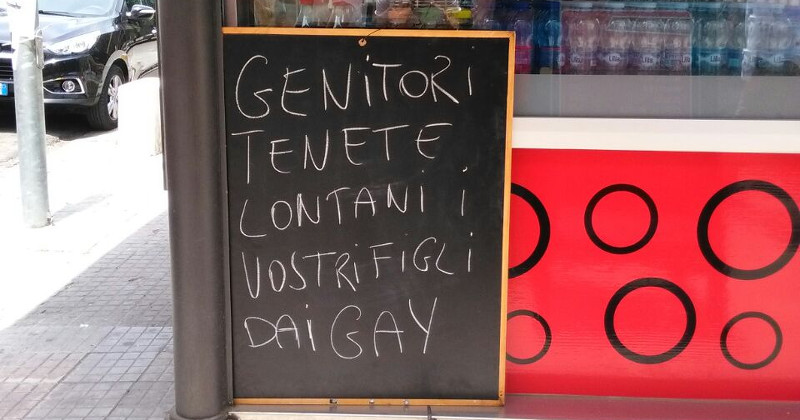 GENiTORi
TENETE
LONTANi i
VOSTRi FiGLi
DAi GAY